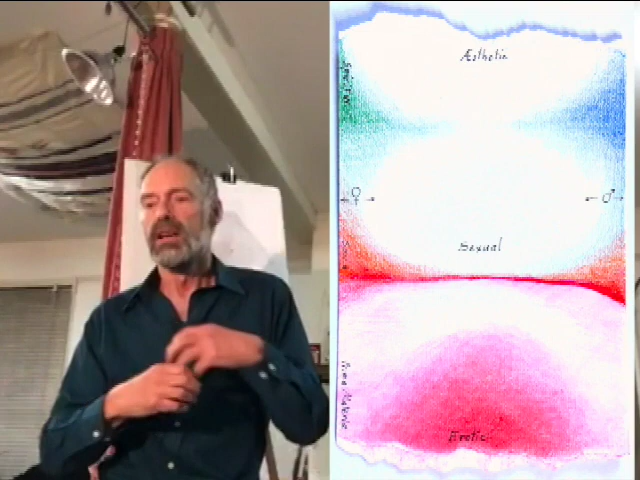 Æsthetic
♀
♂
Sexual
Erotic